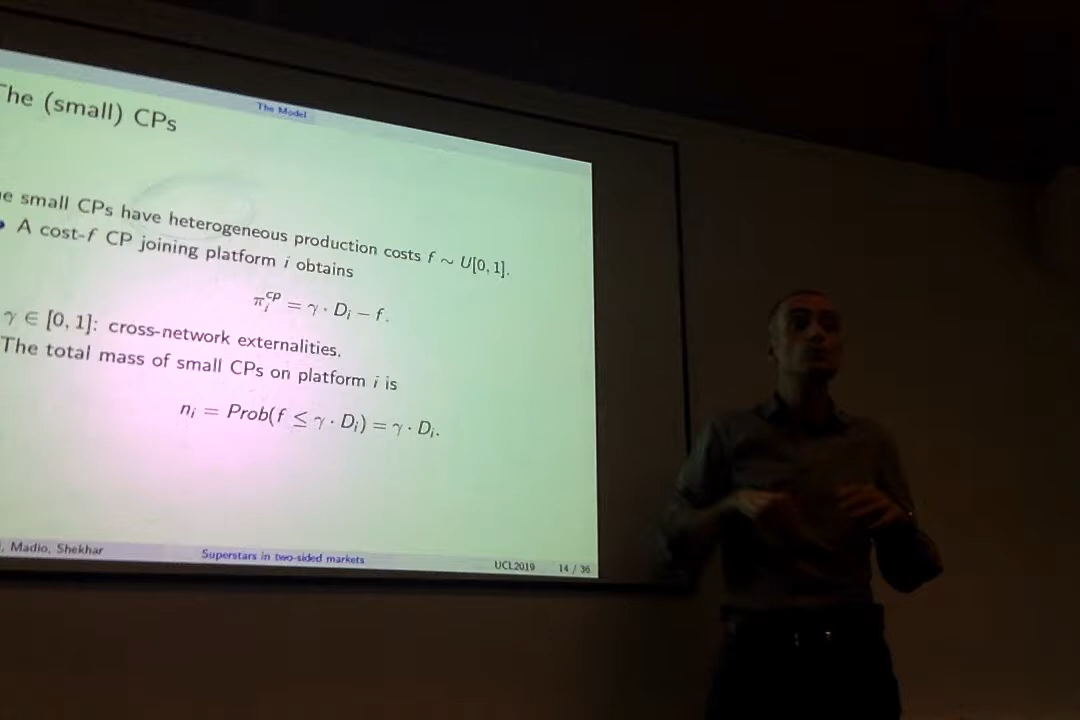 The Model
The (small) CPs
small CPs have heterogeneous production costs f ∼ U[0, 1].
• A cost-f CP joining platform i obtains
π_i^{cp} = γ · D_i − f.
γ ∈ [0, 1]: cross-network externalities.
The total mass of small CPs on platform i is
n_i = Prob(f ≤ γ · D_i) = γ · D_i.
, Madio, Shekhar
Superstars in two-sided markets
UCL2019 14 / 36